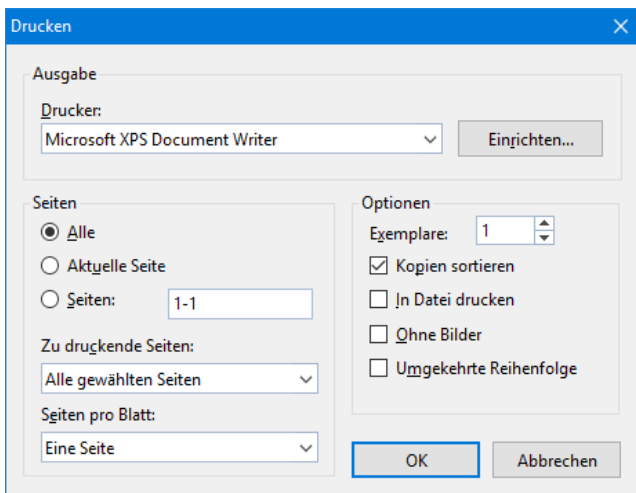 Drucken
Ausgabe
Drucker:
Microsoft XPS Document Writer
Einrichten...
Seiten
Alle
Aktuelle Seite
Seiten:
1-1
Zu druckende Seiten:
Alle gewählten Seiten
Seiten pro Blatt:
Eine Seite
Optionen
Exemplare:
1
Kopien sortieren
In Datei drucken
Ohne Bilder
Umgekehrte Reihenfolge
OK
Abbrechen